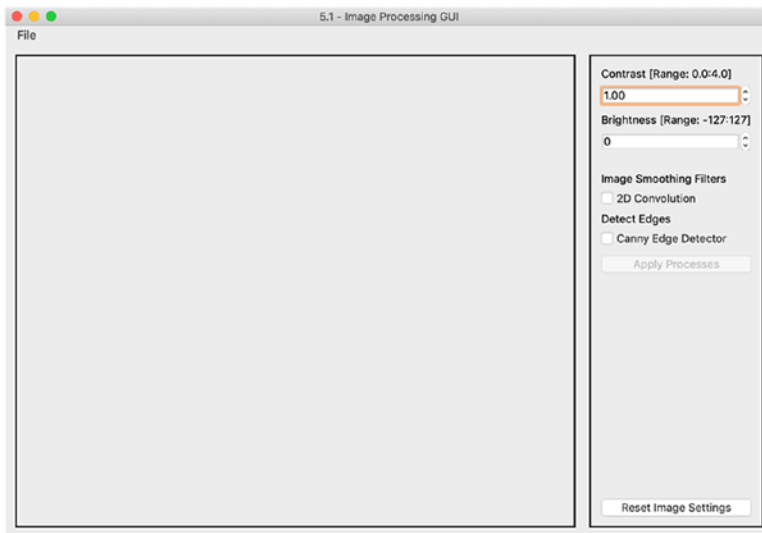 5.1 - Image Processing GUI
File
Contrast [Range: 0.0:4.0]
1.00
Brightness [Range: -127:127]
0
Image Smoothing Filters
2D Convolution
Detect Edges
Canny Edge Detector
Apply Processes
Reset Image Settings